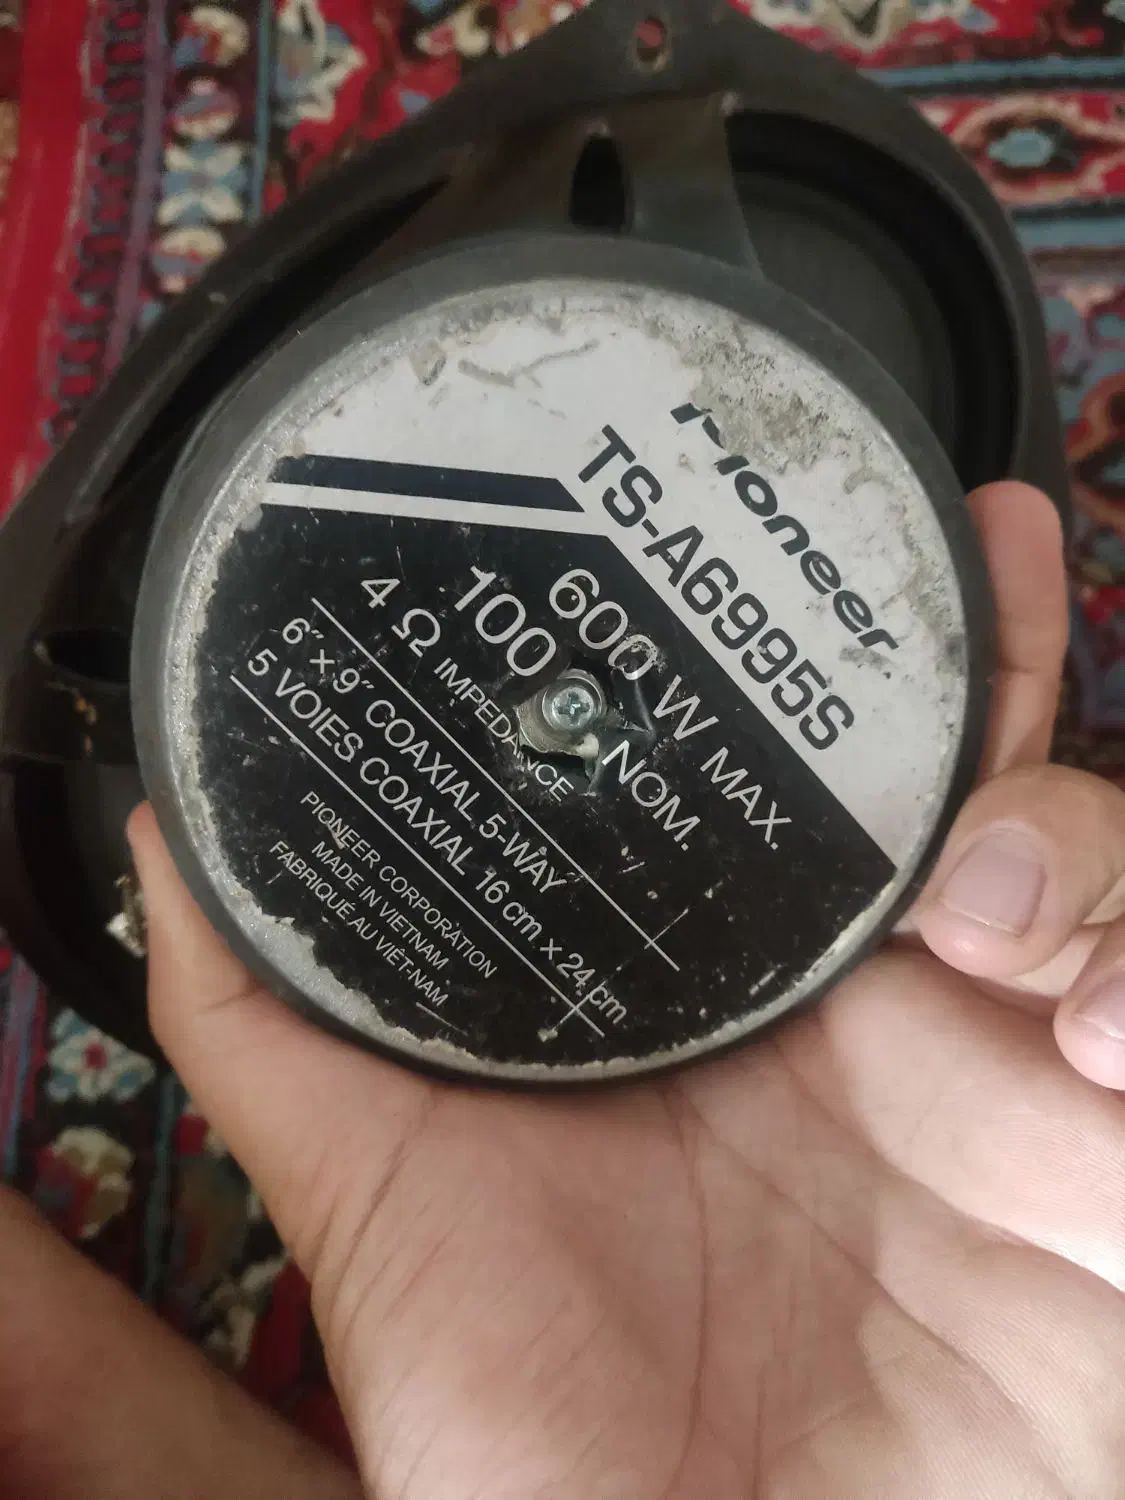 Pioneer
TS-A6995S
600 W MAX.
100 NOM.
4 Ω IMPEDANCE
6″×9″ COAXIAL 5-WAY
5 VOIES COAXIAL 16 cm x 24 cm
PIONEER CORPORATION
MADE IN VIETNAM
FABRIQUÉ AU VIÊT-NAM